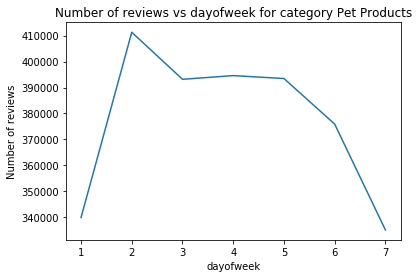 Number of reviews vs dayofweek for category Pet Products
Number of reviews
410000
400000
390000
380000
370000
360000
350000
340000
1 2 3 4 5 6 7
dayofweek